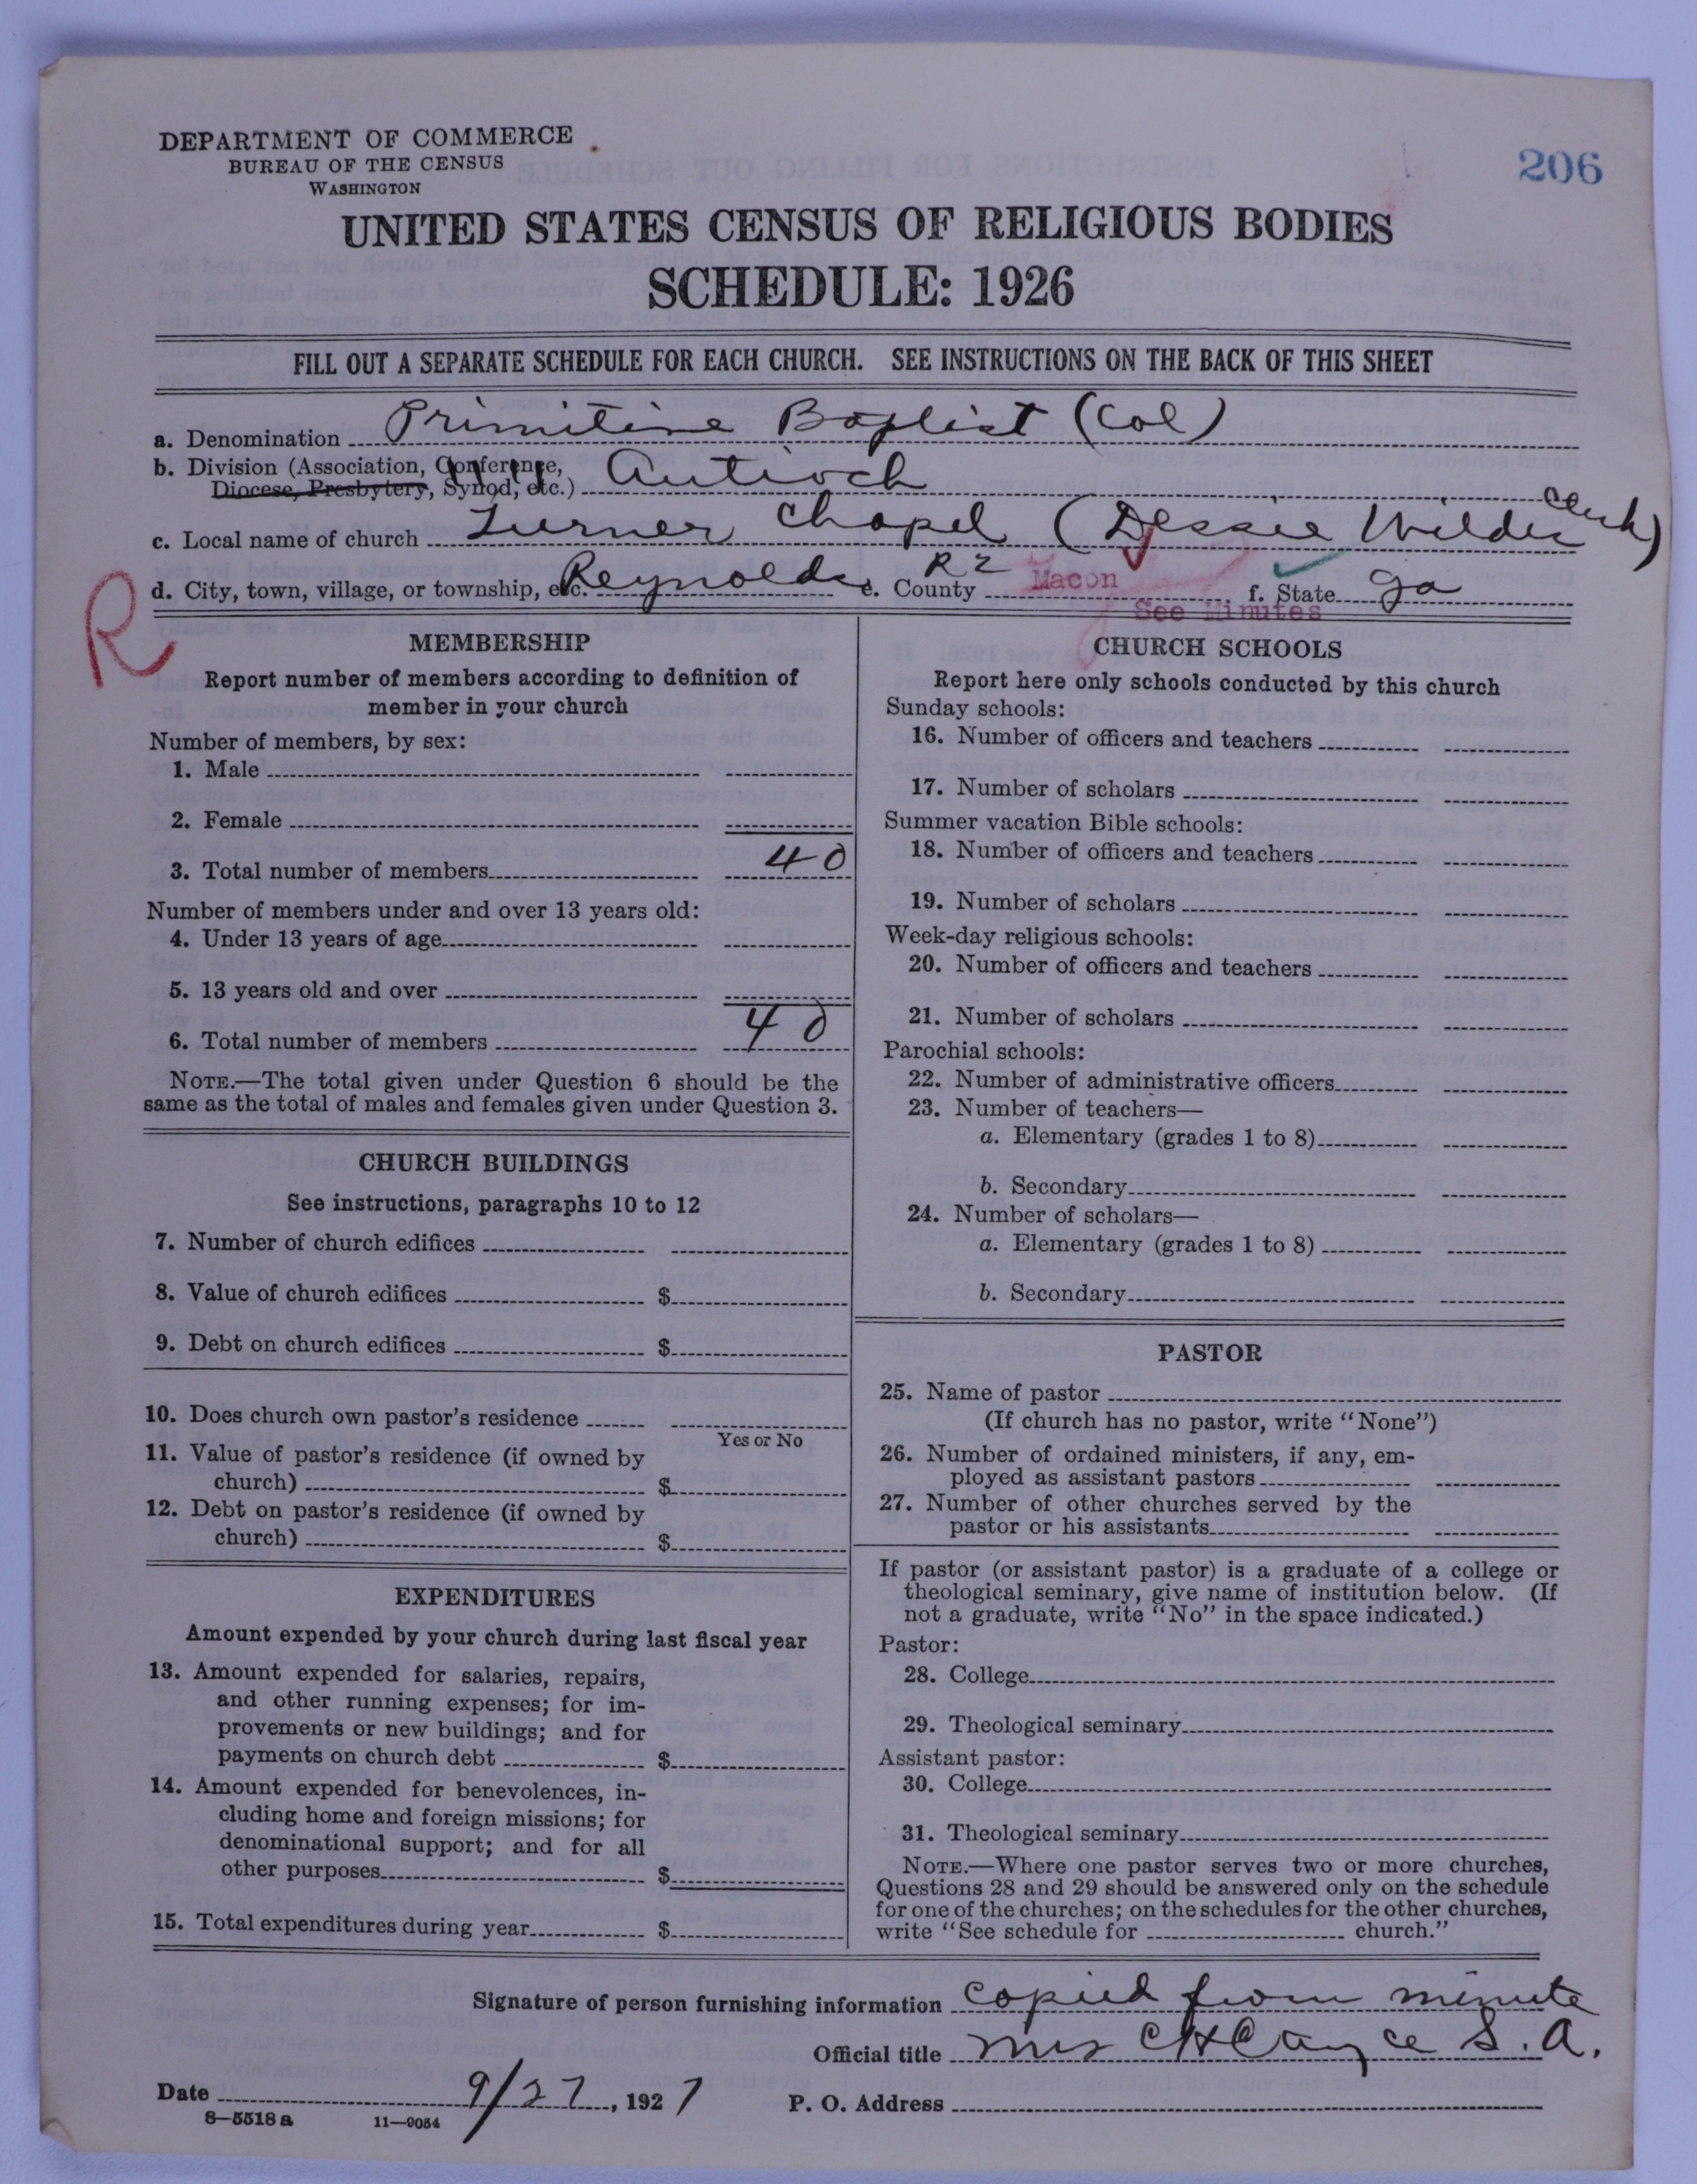 DEPARTMENT OF COMMERCE
BUREAU OF THE CENSUS
WASHINGTON
206
UNITED STATES CENSUS OF RELIGIOUS BODIES
SCHEDULE: 1926
FILL OUT A SEPARATE SCHEDULE FOR EACH CHURCH. SEE INSTRUCTIONS ON THE BACK OF THIS SHEET
a. Denomination Primitive Baptist (Col)
b. Division (Association, Conference,
Diocese, Presbytery, Synod, etc.) Antioch
c. Local name of church Turner Chapel (Dessie Wilder Clerk)
d. City, town, village, or township, etc. Reynolds R2 e. County Macon f. State Ga
See Minutes
R
MEMBERSHIP
Report number of members according to definition of
member in your church
Number of members, by sex:
1. Male
2. Female
3. Total number of members 40
Number of members under and over 13 years old:
4. Under 13 years of age
5. 13 years old and over
6. Total number of members 40
NOTE.—The total given under Question 6 should be the
same as the total of males and females given under Question 3.
CHURCH BUILDINGS
See instructions, paragraphs 10 to 12
7. Number of church edifices
8. Value of church edifices $
9. Debt on church edifices $
10. Does church own pastor's residence
Yes or No
11. Value of pastor's residence (if owned by
church) $
12. Debt on pastor's residence (if owned by
church) $
EXPENDITURES
Amount expended by your church during last fiscal year
13. Amount expended for salaries, repairs,
and other running expenses; for im-
provements or new buildings; and for
payments on church debt $
14. Amount expended for benevolences, in-
cluding home and foreign missions; for
denominational support; and for all
other purposes $
15. Total expenditures during year $
CHURCH SCHOOLS
Report here only schools conducted by this church
Sunday schools:
16. Number of officers and teachers
17. Number of scholars
Summer vacation Bible schools:
18. Number of officers and teachers
19. Number of scholars
Week-day religious schools:
20. Number of officers and teachers
21. Number of scholars
Parochial schools:
22. Number of administrative officers
23. Number of teachers—
a. Elementary (grades 1 to 8)
b. Secondary
24. Number of scholars—
a. Elementary (grades 1 to 8)
b. Secondary
PASTOR
25. Name of pastor
(If church has no pastor, write "None")
26. Number of ordained ministers, if any, em-
ployed as assistant pastors
27. Number of other churches served by the
pastor or his assistants
If pastor (or assistant pastor) is a graduate of a college or
theological seminary, give name of institution below. (If
not a graduate, write "No" in the space indicated.)
Pastor:
28. College
29. Theological seminary
Assistant pastor:
30. College
31. Theological seminary
NOTE.—Where one pastor serves two or more churches,
Questions 28 and 29 should be answered only on the schedule
for one of the churches; on the schedules for the other churches,
write "See schedule for church."
Signature of person furnishing information copied from minute
Official title Mrs C H Cayce S. A.
Date 9/27, 1927 P. O. Address
8—5518 a 11—9054